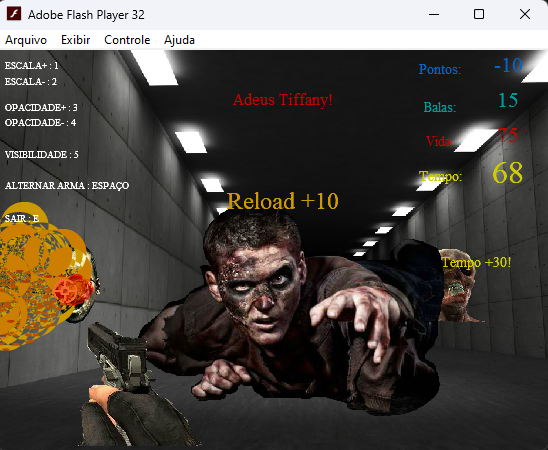 Adobe Flash Player 32
Arquivo Exibir Controle Ajuda
ESCALA+ : 1
ESCALA- : 2
OPACIDADE+ : 3
OPACIDADE- : 4
VISIBILIDADE : 5
ALTERNAR ARMA : ESPAÇO
SAIR : E
Adeus Tiffany!
Pontos: -10
Balas: 15
Vida: 75
Tempo: 68
Reload +10
Tempo +30!